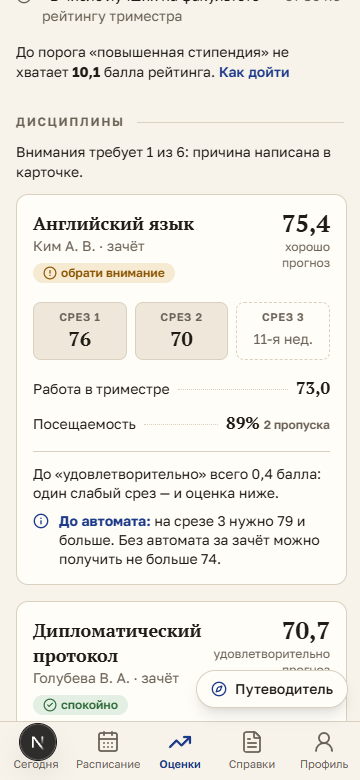 рейтингу триместра
До порога «повышенная стипендия» не
хватает 10,1 балла рейтинга. Как дойти
ДИСЦИПЛИНЫ
Внимания требует 1 из 6: причина написана в
карточке.
Английский язык
75,4
Ким А. В. · зачёт
хорошо
прогноз
обрати внимание
СРЕЗ 1
76
СРЕЗ 2
70
СРЕЗ 3
11-я нед.
Работа в триместре
73,0
Посещаемость
89% 2 пропуска
До «удовлетворительно» всего 0,4 балла:
один слабый срез — и оценка ниже.
До автомата: на срезе 3 нужно 79 и
больше. Без автомата за зачёт можно
получить не больше 74.
Дипломатический
протокол
70,7
удовлетворительно
Голубева В. А. · зачёт
спокойно
Путеводитель
N
Сегодня
Расписание
Оценки
Справки
Профиль